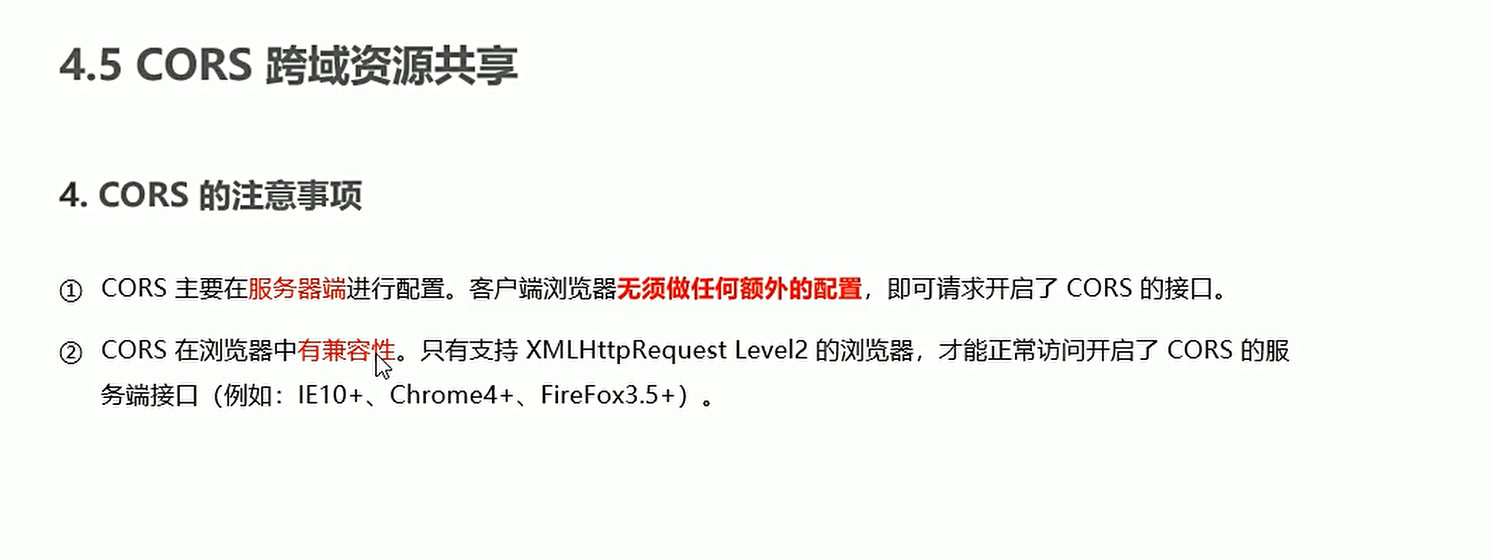 4.5 CORS 跨域资源共享
4. CORS 的注意事项
① CORS 主要在服务器端进行配置。客户端浏览器无须做任何额外的配置，即可请求开启了 CORS 的接口。
② CORS 在浏览器中有兼容性。只有支持 XMLHttpRequest Level2 的浏览器，才能正常访问开启了 CORS 的服
务端接口（例如：IE10+、Chrome4+、FireFox3.5+）。